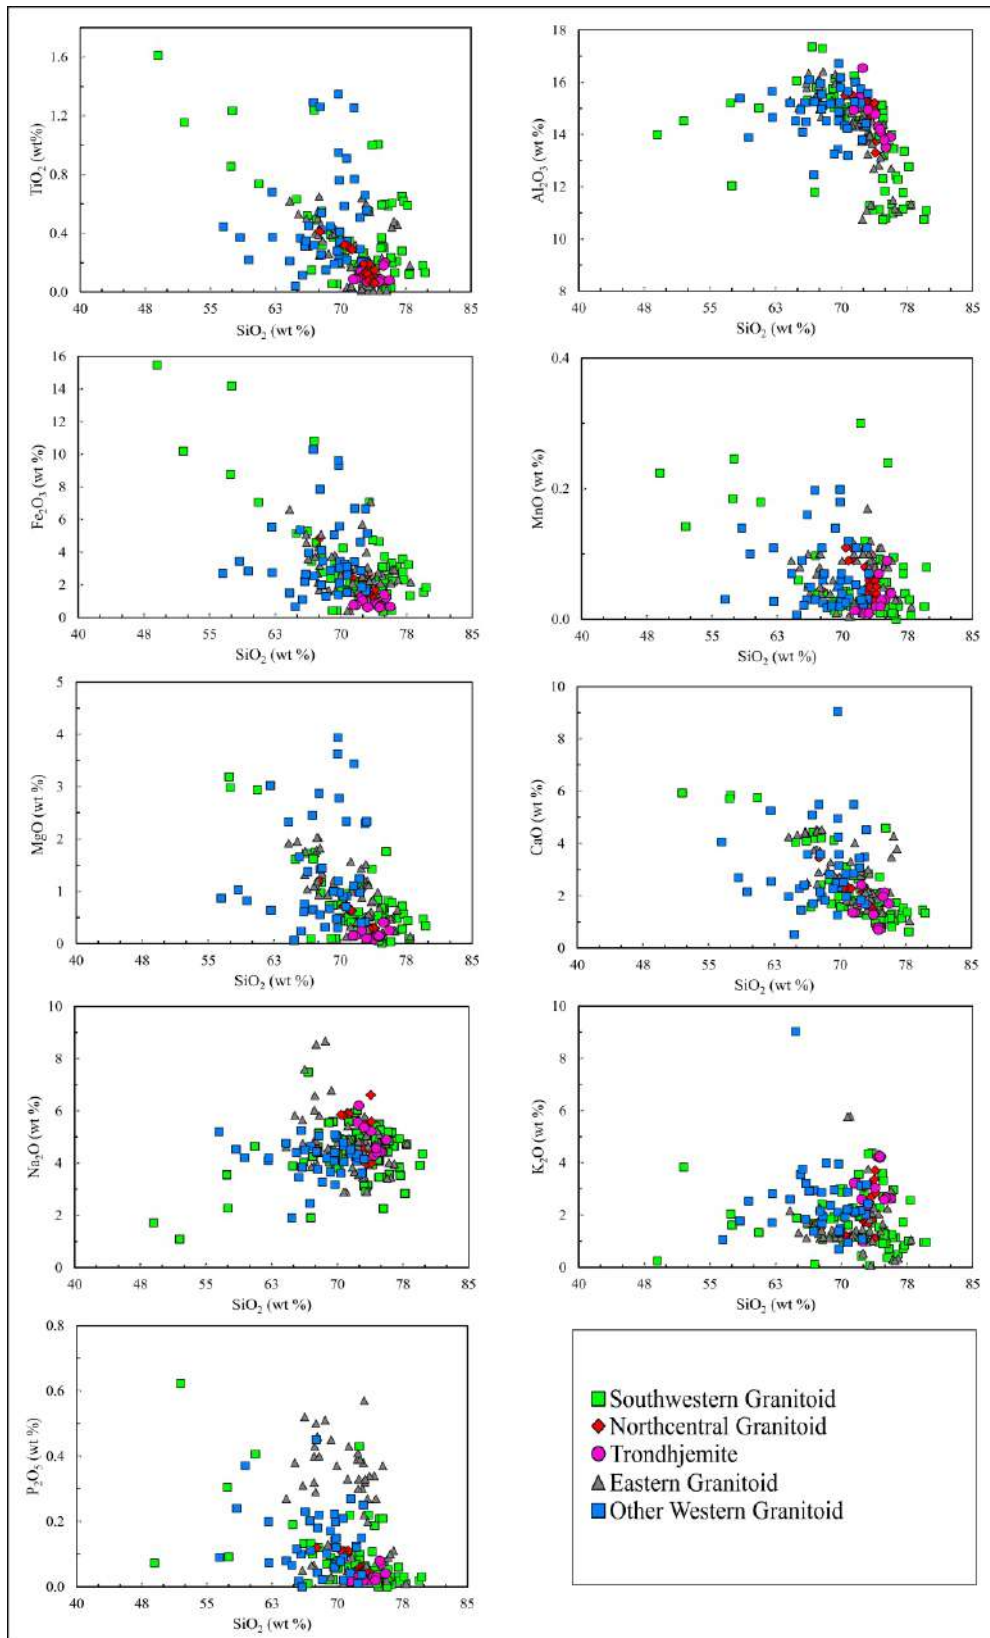 1.6
1.2
0.8
0.4
0.0
TiO2 (wt%)
40 48 55 63 70 78 85
SiO2 (wt %)
18
16
14
12
10
8
Al2O3 (wt %)
40 48 55 63 70 78 85
SiO2 (wt %)
16
14
12
10
8
6
4
2
0
Fe2O3 (wt %)
40 48 55 63 70 78 85
SiO2 (wt %)
0.4
0.2
0.0
MnO (wt %)
40 48 55 63 70 78 85
SiO2 (wt %)
5
4
3
2
1
0
MgO (wt %)
40 48 55 63 70 78 85
SiO2 (wt %)
10
8
6
4
2
0
CaO (wt %)
40 48 55 63 70 78 85
SiO2 (wt %)
10
8
6
4
2
0
Na2O (wt %)
40 48 55 63 70 78 85
SiO2 (wt %)
10
8
6
4
2
0
K2O (wt %)
40 48 55 63 70 78 85
SiO2 (wt %)
0.8
0.6
0.4
0.2
0.0
P2O5 (wt %)
40 48 55 63 70 78 85
SiO2 (wt %)
Southwestern Granitoid
Northcentral Granitoid
Trondhjemite
Eastern Granitoid
Other Western Granitoid